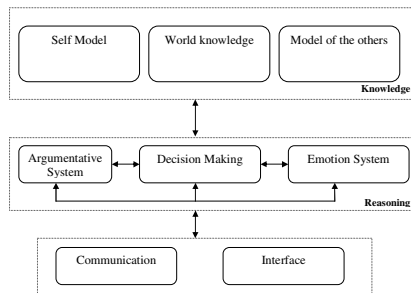 Self Model
World knowledge
Model of the others
Knowledge
Argumentative
System
Decision Making
Emotion System
Reasoning
Communication
Interface